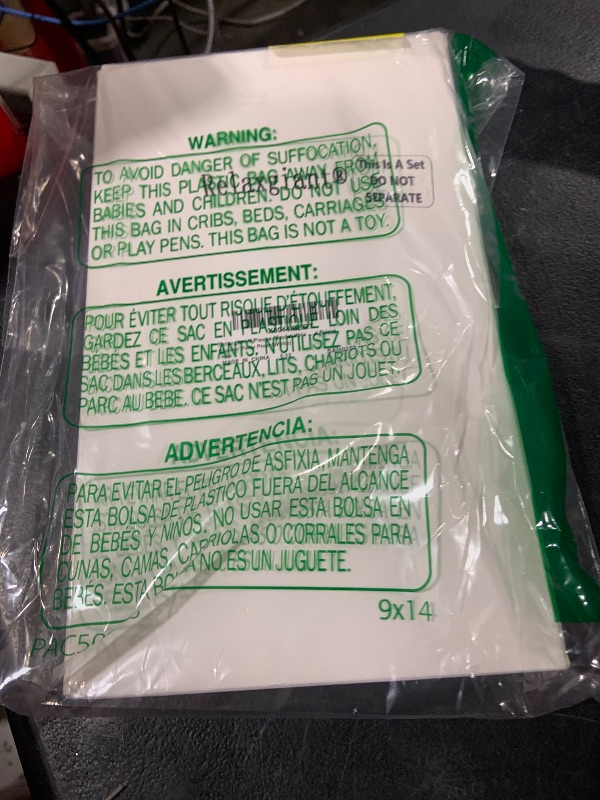 WARNING:
TO AVOID DANGER OF SUFFOCATION,
KEEP THIS PLASTIC BAG AWAY FROM
BABIES AND CHILDREN. DO NOT USE
THIS BAG IN CRIBS, BEDS, CARRIAGES
OR PLAY PENS. THIS BAG IS NOT A TOY.
Relaxgiant®
This Is A Set
DO NOT
SEPARATE
AVERTISSEMENT:
POUR ÉVITER TOUT RISQUE D'ÉTOUFFEMENT,
GARDEZ CE SAC EN PLASTIQUE LOIN DES
BÉBÉS ET LES ENFANTS, N'UTILISEZ PAS CE
SAC DANS LES BERCEAUX, LITS, CHARIOTS OU
PARC AU BEBE. CE SAC N'EST PAS UN JOUET.
MADE IN CHINA
ADVERTENCIA:
PARA EVITAR EL PELIGRO DE ASFIXIA, MANTENGA
ESTA BOLSA DE PLASTICO FUERA DEL ALCANCE
DE BEBES Y NIÑOS. NO USAR ESTA BOLSA EN
CUNAS, CAMAS, CARRIOLAS O CORRALES PARA
BEBES. ESTA BOLSA NO ES UN JUGUETE.
9x14